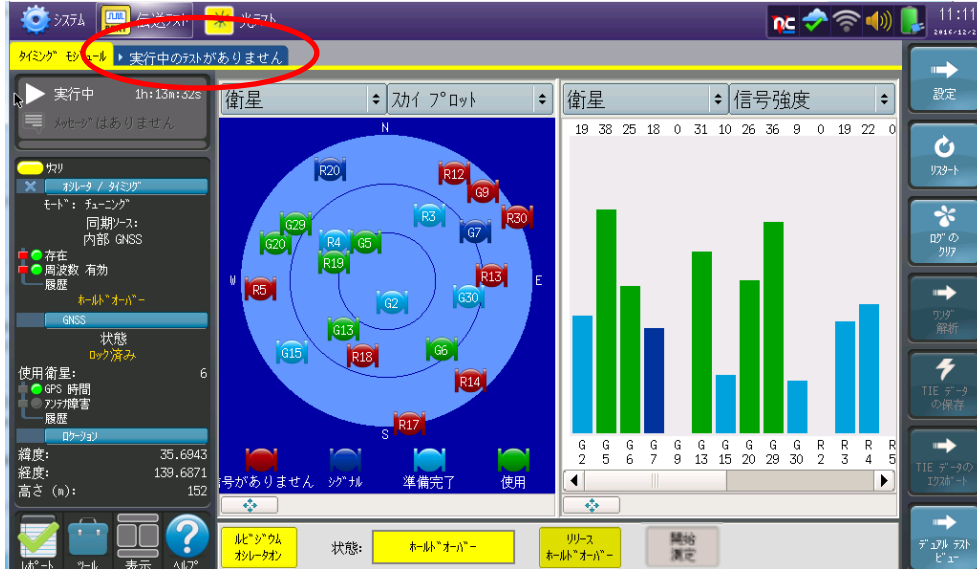 システム
伝送テスト
光テスト
11:11
タイミング モジュール
実行中のテストがありません
実行中 1h:13m:32s
メッセージはありません
サマリ
オシレータ / タイミング
モード: チューニング
同期ソース:
内部 GNSS
存在
周波数 有効
履歴
ホールドオーバー
GNSS
状態
ロック済み
使用衛星: 6
GPS 時間
アンテナ障害
履歴
ロケーション
緯度: 35.6943
経度: 139.6871
高さ (m): 152
レポート
ツール
表示
ヘルプ
衛星
スカイ プロット
N
R20
R12
G9
R3
R30
G29
G7
G20
R4
G5
R19
W
E
R5
R13
G2
G30
G13
G15
R18
G6
R14
R17
S
号がありません
シグナル
準備完了
使用
衛星
信号強度
19 38 25 18 0 31 10 26 36 9 0 19 22 0
G G G G G G G G G G R R R R
2 5 6 7 9 13 15 20 29 30 2 3 4 5
ルビジウム
オシレータオン
状態:
ホールドオーバー
リリース
ホールドオーバー
開始
測定
設定
リスタート
ログの
クリア
ワンダ
解析
TIE データ
の保存
TIE データの
エクスポート
デュアル テスト
ビュー